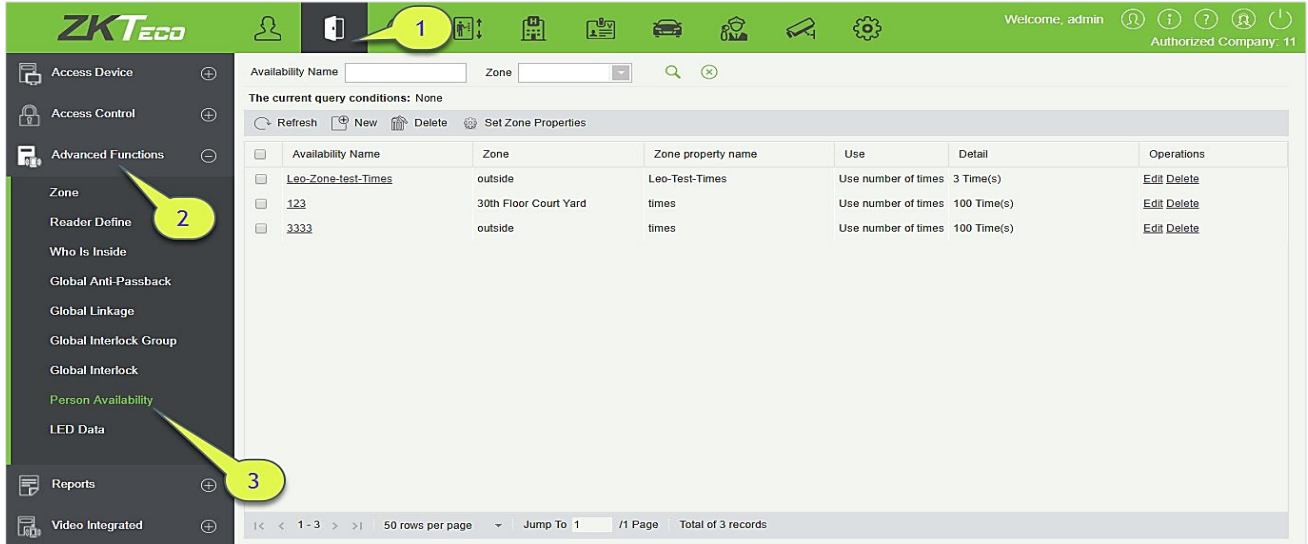 ZKTECO
1
Welcome, admin
Authorized Company: 11
Access Device
Access Control
Advanced Functions
2
Zone
Reader Define
Who Is Inside
Global Anti-Passback
Global Linkage
Global Interlock Group
Global Interlock
Person Availability
3
LED Data
Reports
Video Integrated
Availability Name Zone
The current query conditions: None
Refresh New Delete Set Zone Properties
Availability Name Zone Zone property name Use Detail Operations
Leo-Zone-test-Times outside Leo-Test-Times Use number of times 3 Time(s) Edit Delete
123 30th Floor Court Yard times Use number of times 100 Time(s) Edit Delete
3333 outside times Use number of times 100 Time(s) Edit Delete
|< < 1 - 3 > >| 50 rows per page Jump To 1 /1 Page Total of 3 records